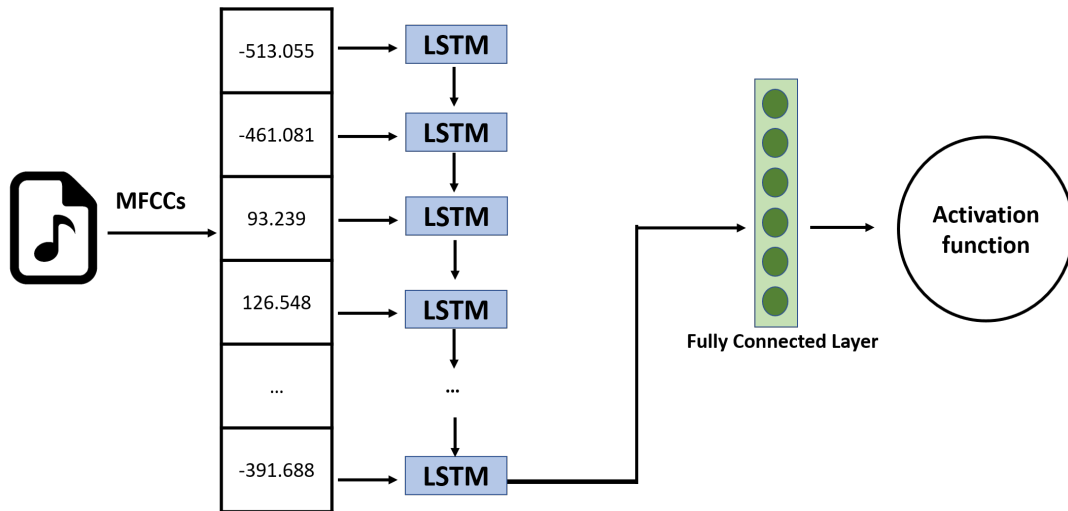 MFCCs
-513.055
-461.081
93.239
126.548
...
-391.688
LSTM
LSTM
LSTM
LSTM
...
LSTM
Fully Connected Layer
Activation
function